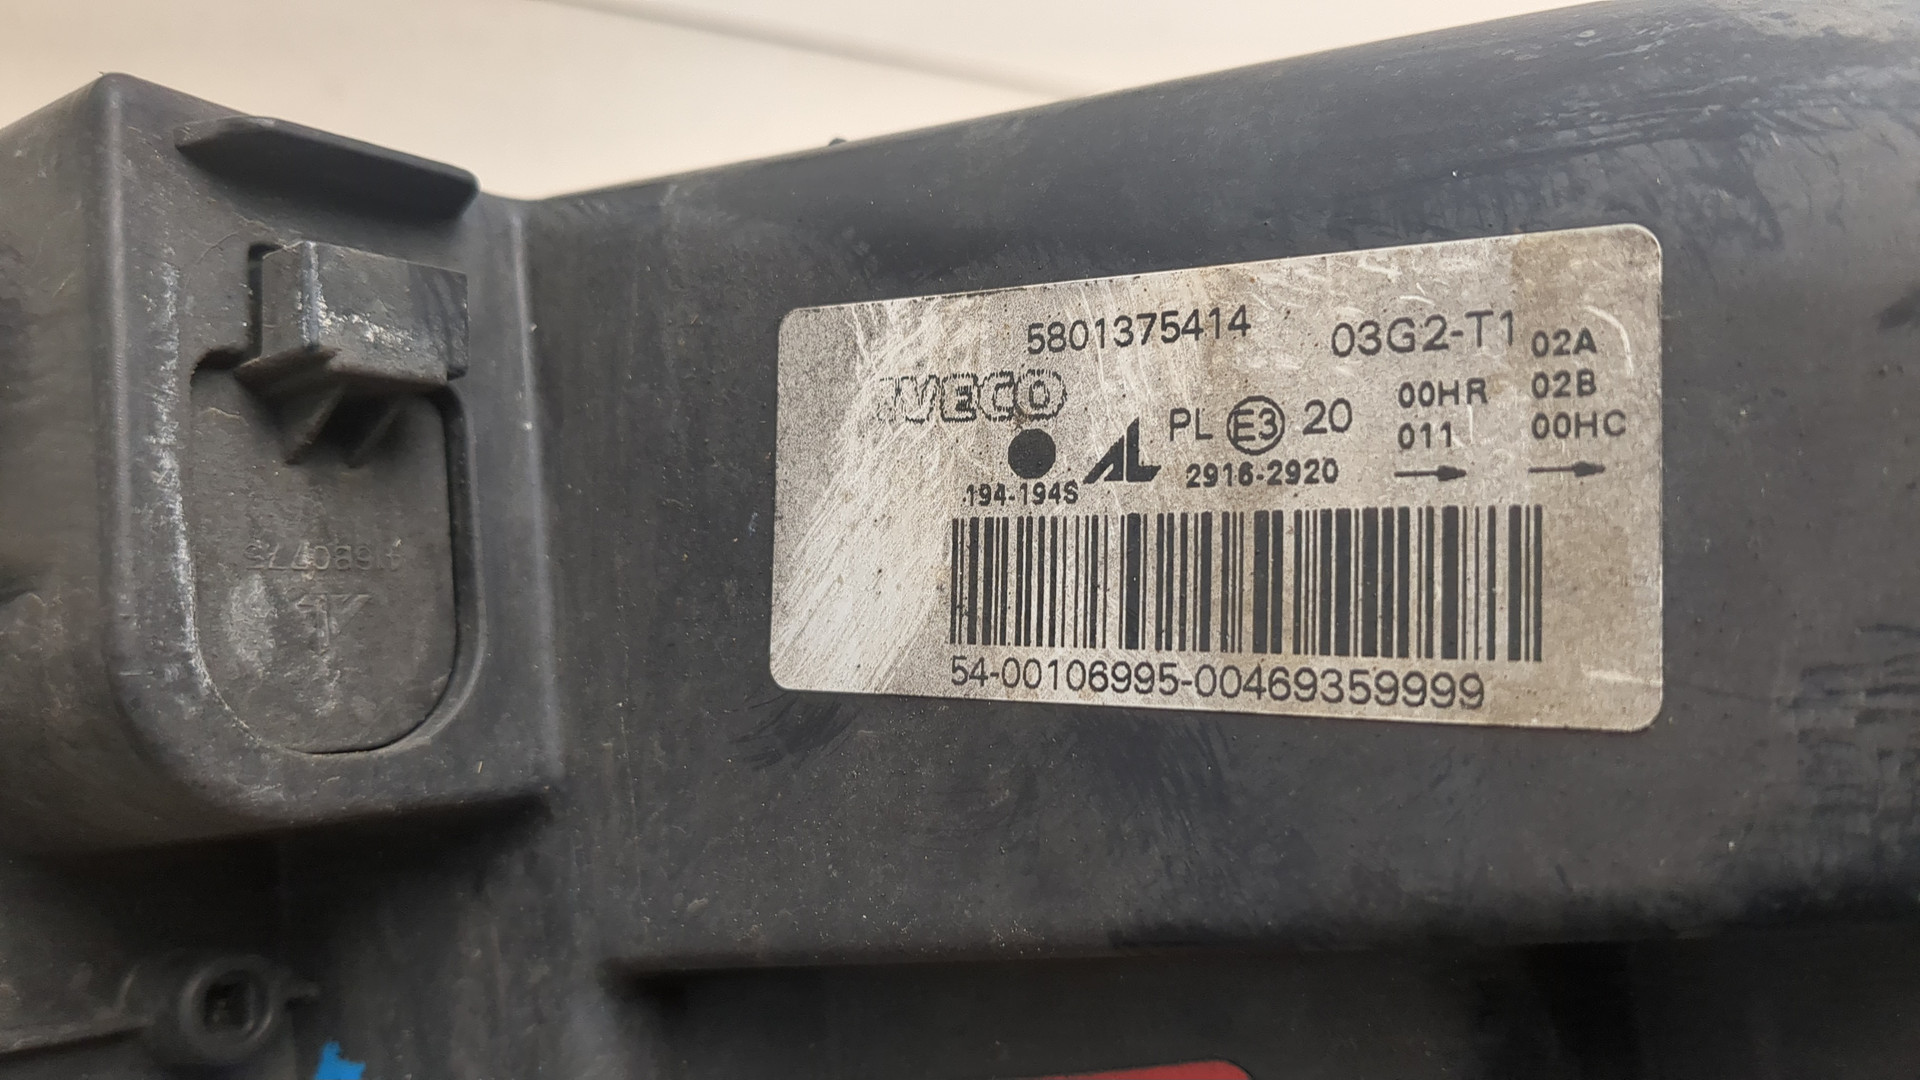 5801375414 03G2-T1 02A
IVECO 00HR 02B
AL PL E3 20 011 00HC
194-194S 2916-2920
54-00106995-00469359999